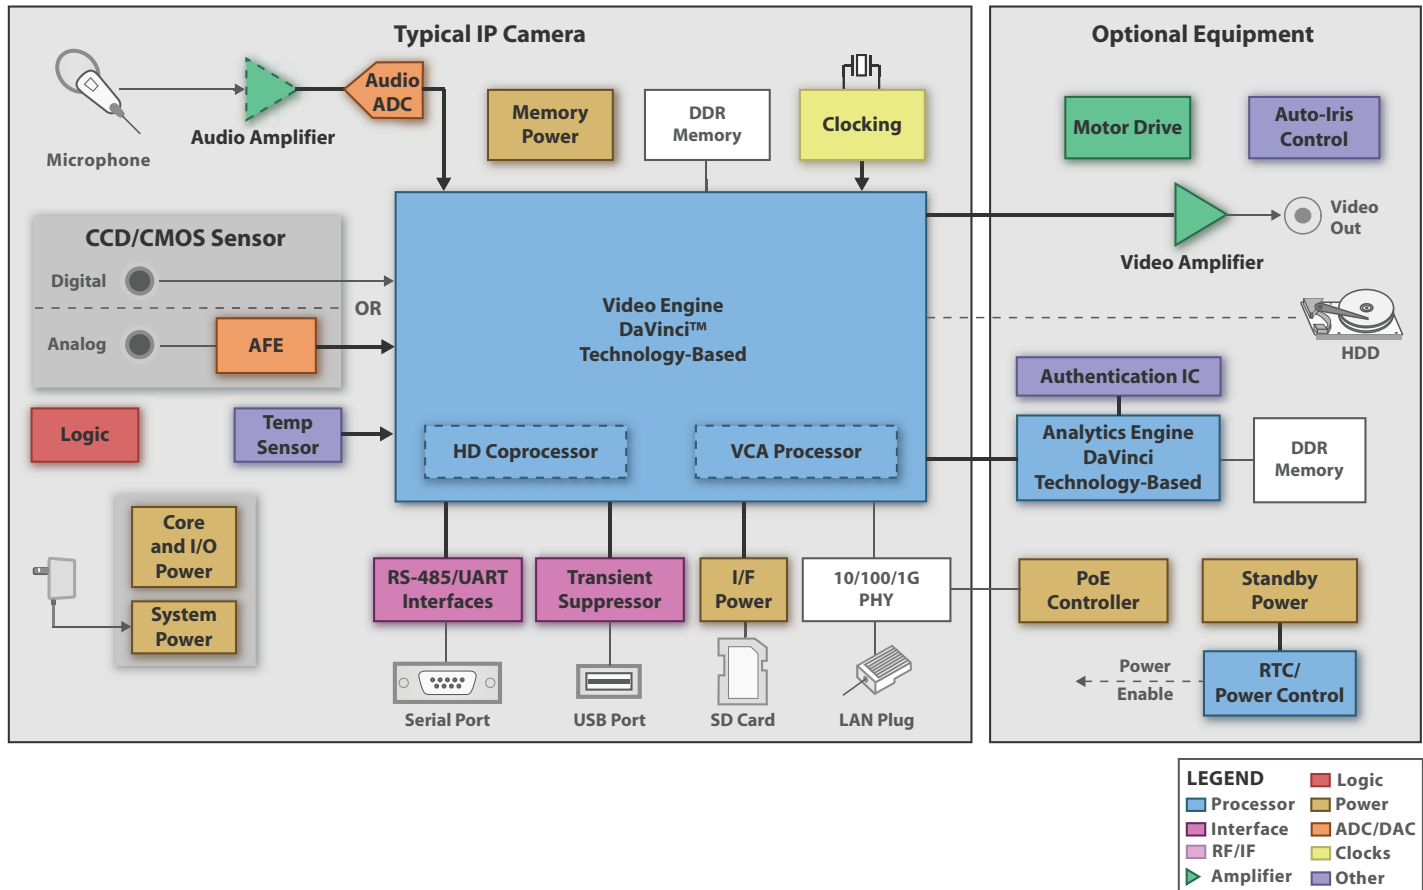 Typical IP Camera
Optional Equipment
Microphone
Audio Amplifier
Audio
ADC
Memory
Power
DDR
Memory
Clocking
Motor Drive
Auto-Iris
Control
CCD/CMOS Sensor
Digital
OR
Analog
AFE
Video Engine
DaVinci™
Technology-Based
Video Amplifier
Video
Out
HDD
Logic
Temp
Sensor
HD Coprocessor
VCA Processor
Authentication IC
Analytics Engine
DaVinci
Technology-Based
DDR
Memory
Core
and I/O
Power
System
Power
RS-485/UART
Interfaces
Transient
Suppressor
I/F
Power
10/100/1G
PHY
PoE
Controller
Standby
Power
Serial Port
USB Port
SD Card
LAN Plug
Power
Enable
RTC/
Power Control
LEGEND
Processor
Interface
RF/IF
Amplifier
Logic
Power
ADC/DAC
Clocks
Other